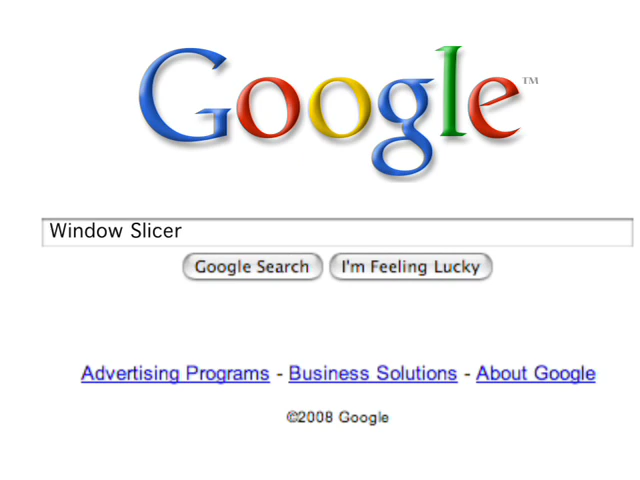 Google™
Window Slicer
Google Search I'm Feeling Lucky
Advertising Programs - Business Solutions - About Google
©2008 Google